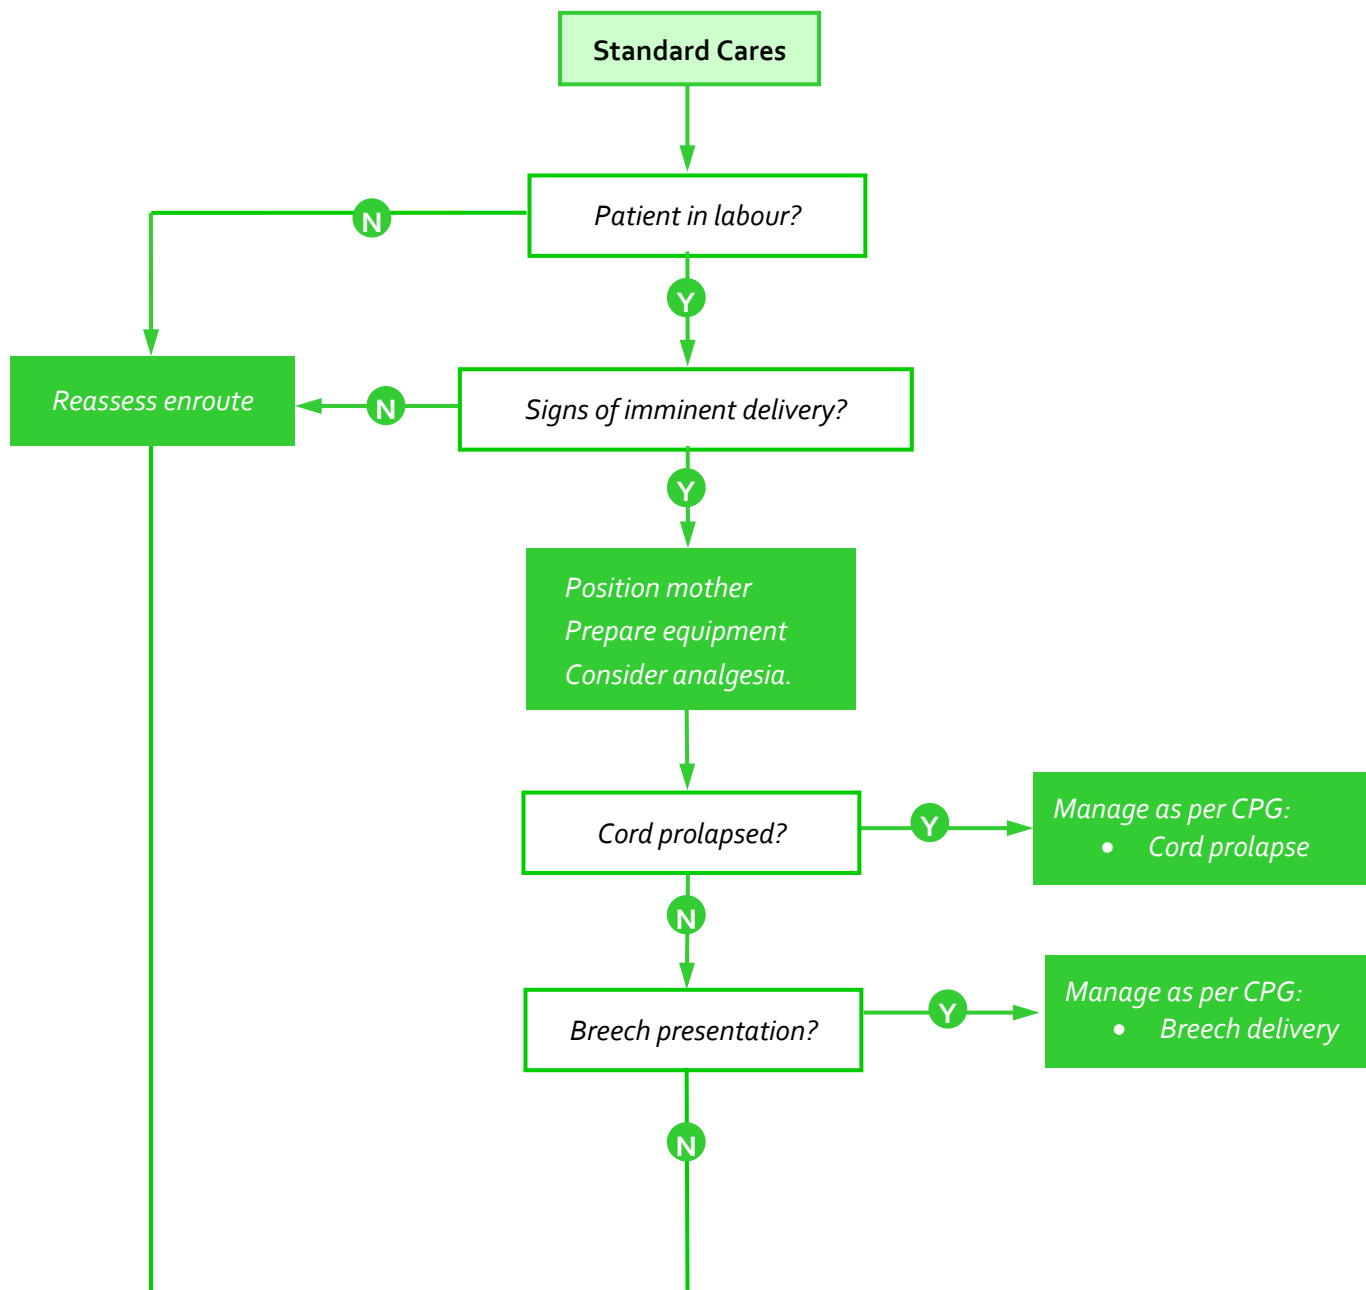 Standard Cares
Patient in labour?
N
Y
Reassess enroute
N
Signs of imminent delivery?
Y
Position mother
Prepare equipment
Consider analgesia.
Cord prolapsed?
Y
Manage as per CPG:
• Cord prolapse
N
Breech presentation?
Y
Manage as per CPG:
• Breech delivery
N